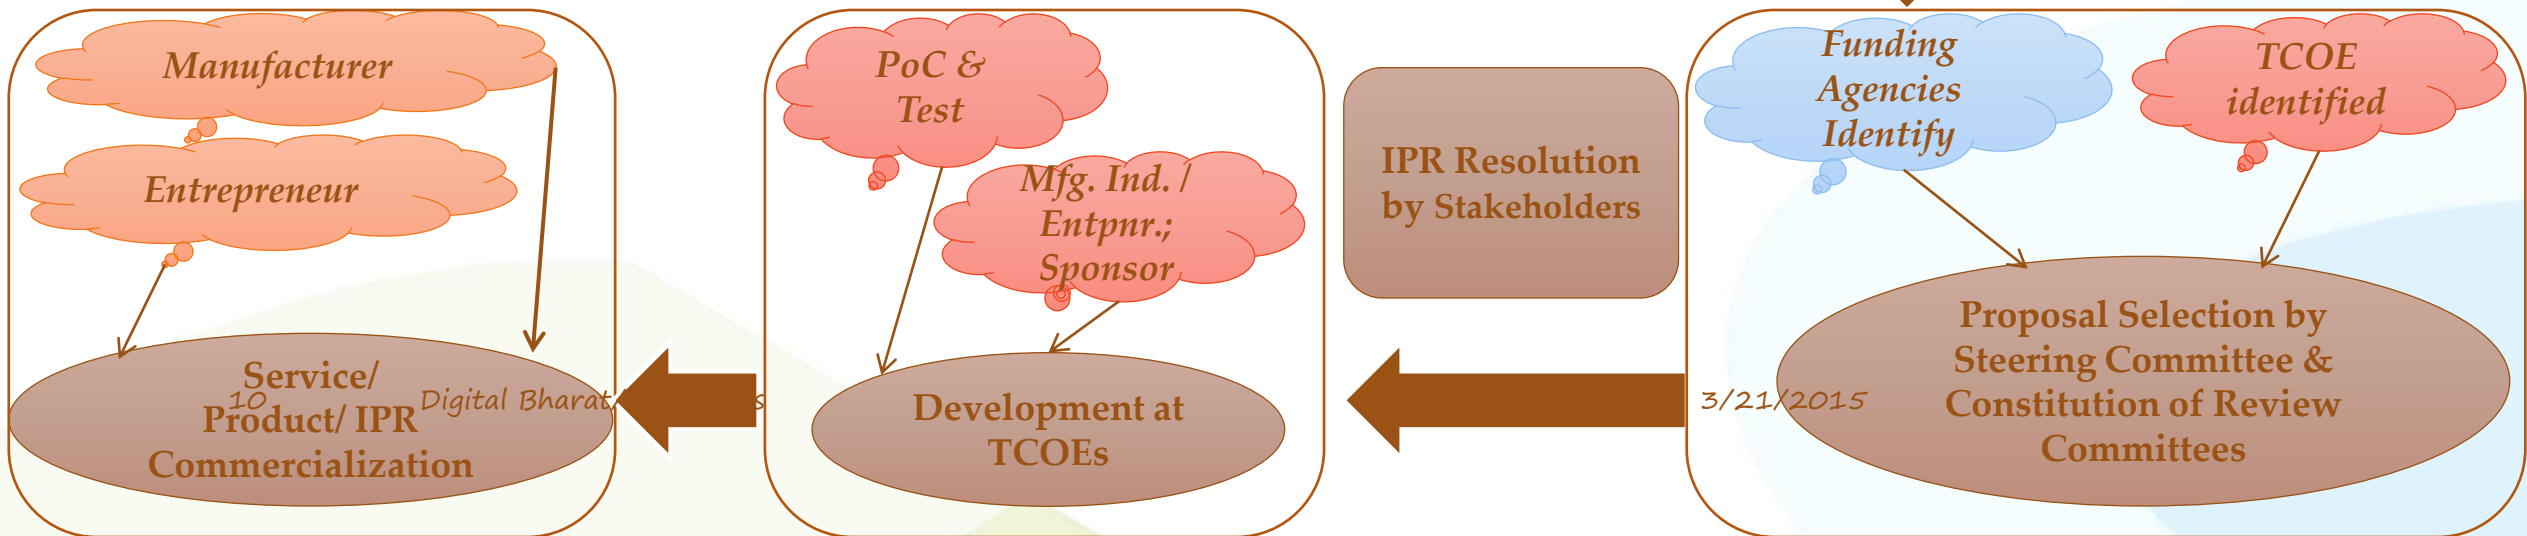 Manufacturer
Entrepreneur
Service/
Product/ IPR
Commercialization
10
Digital Bharat
PoC &
Test
Mfg. Ind. /
Entpnr.;
Sponsor
Development at
TCOEs
IPR Resolution
by Stakeholders
Funding
Agencies
Identify
TCOE
identified
Proposal Selection by
Steering Committee &
Constitution of Review
Committees
3/21/2015